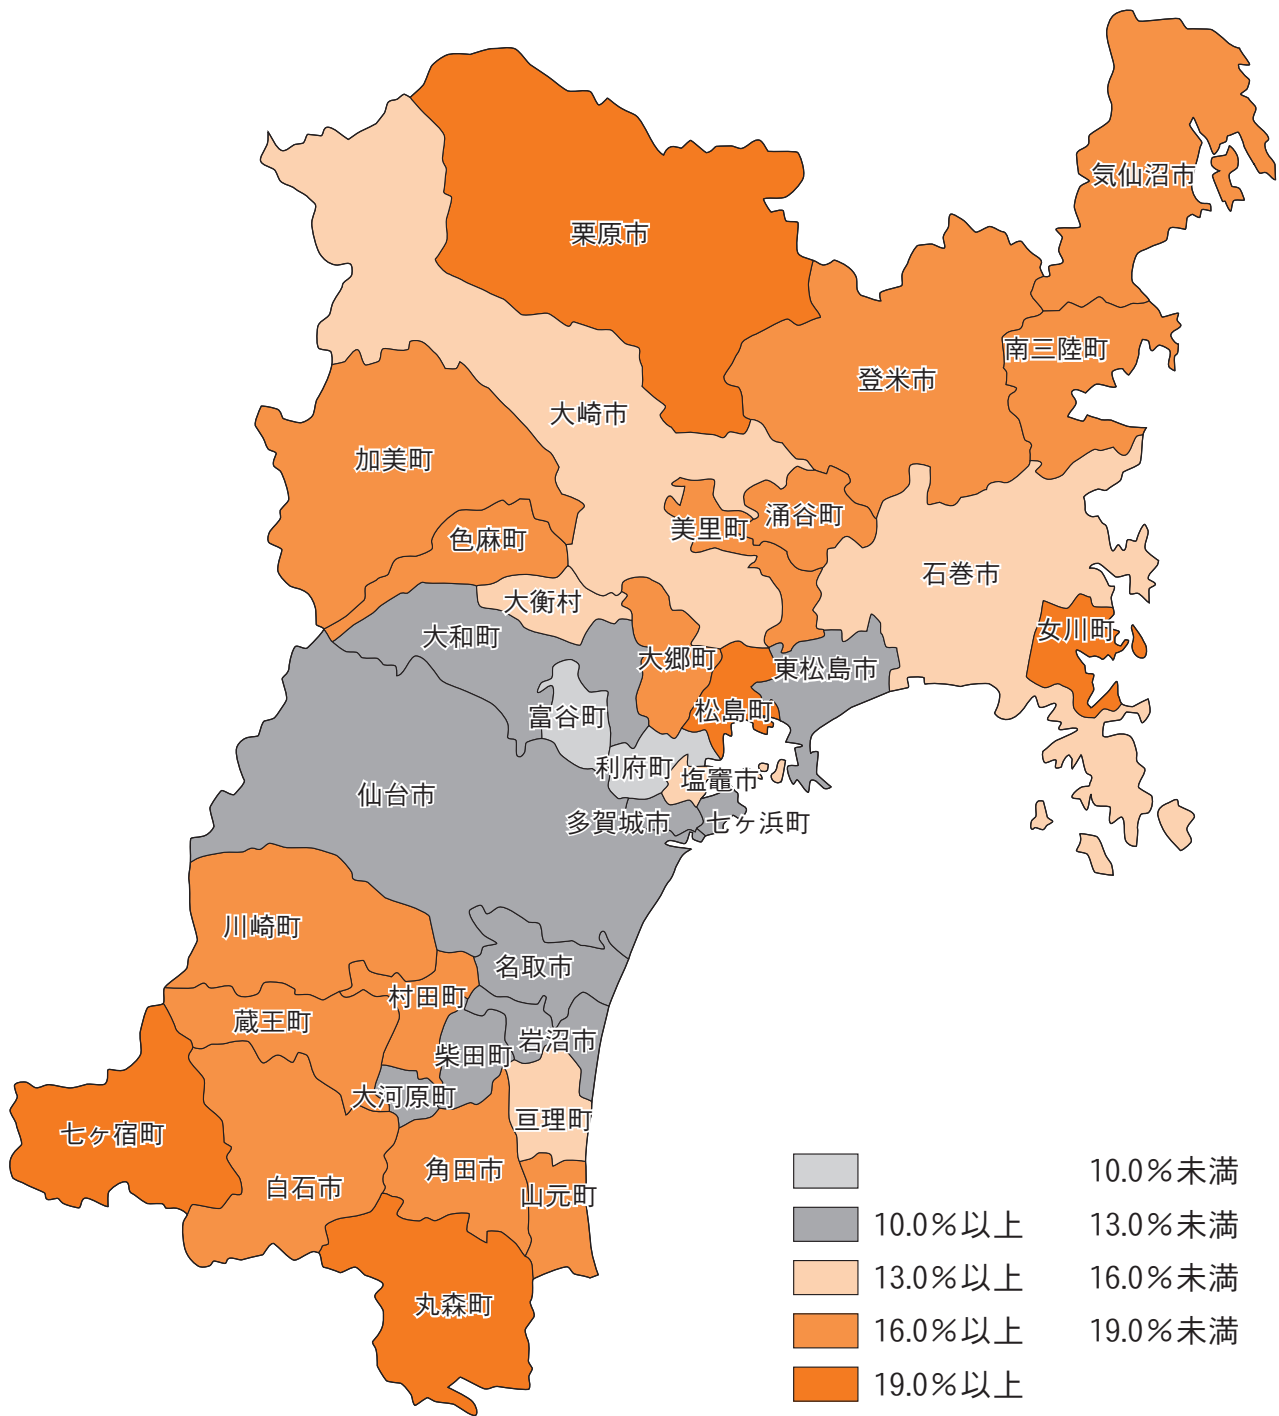 気仙沼市
栗原市
南三陸町
登米市
大崎市
加美町
涌谷町
美里町
色麻町
石巻市
大衡村
女川町
大和町
大郷町
東松島市
松島町
富谷町
利府町
塩竈市
仙台市
多賀城市
七ヶ浜町
川崎町
名取市
村田町
蔵王町
岩沼市
柴田町
大河原町
亘理町
七ヶ宿町
角田市
白石市
山元町
丸森町
10.0%未満
10.0%以上 13.0%未満
13.0%以上 16.0%未満
16.0%以上 19.0%未満
19.0%以上